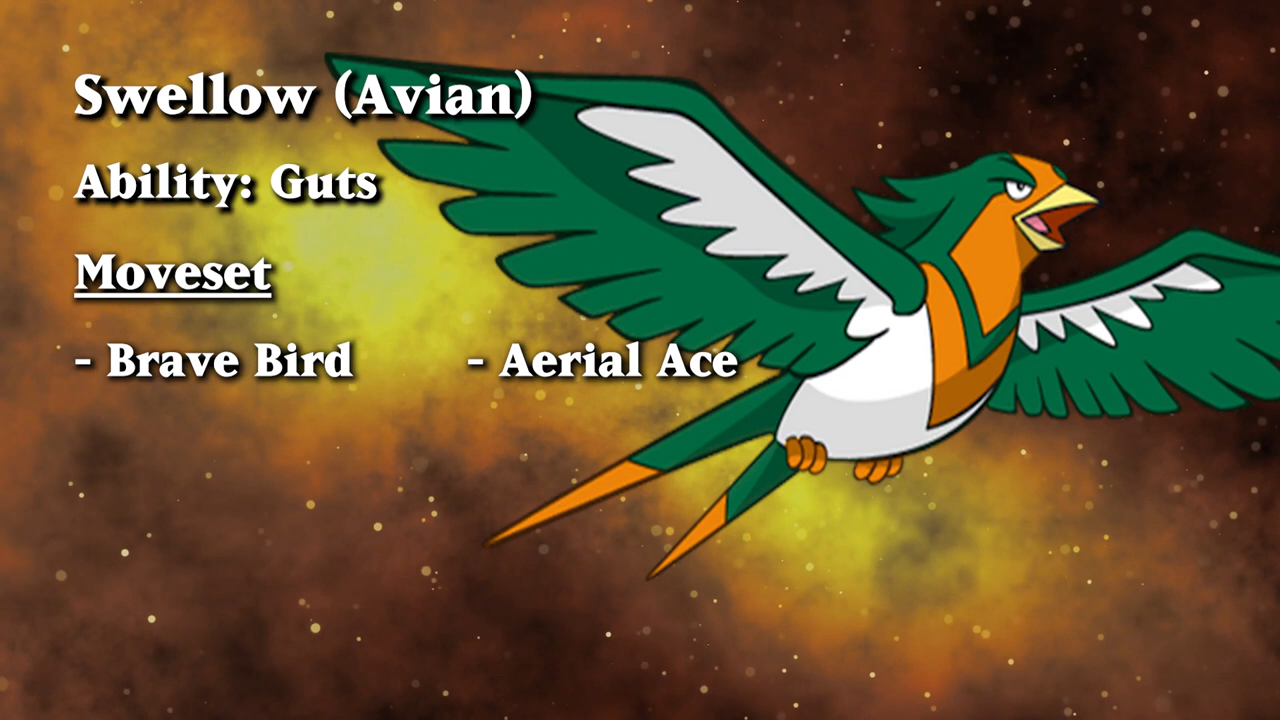 Swellow (Avian)
Ability: Guts
Moveset
- Brave Bird - Aerial Ace